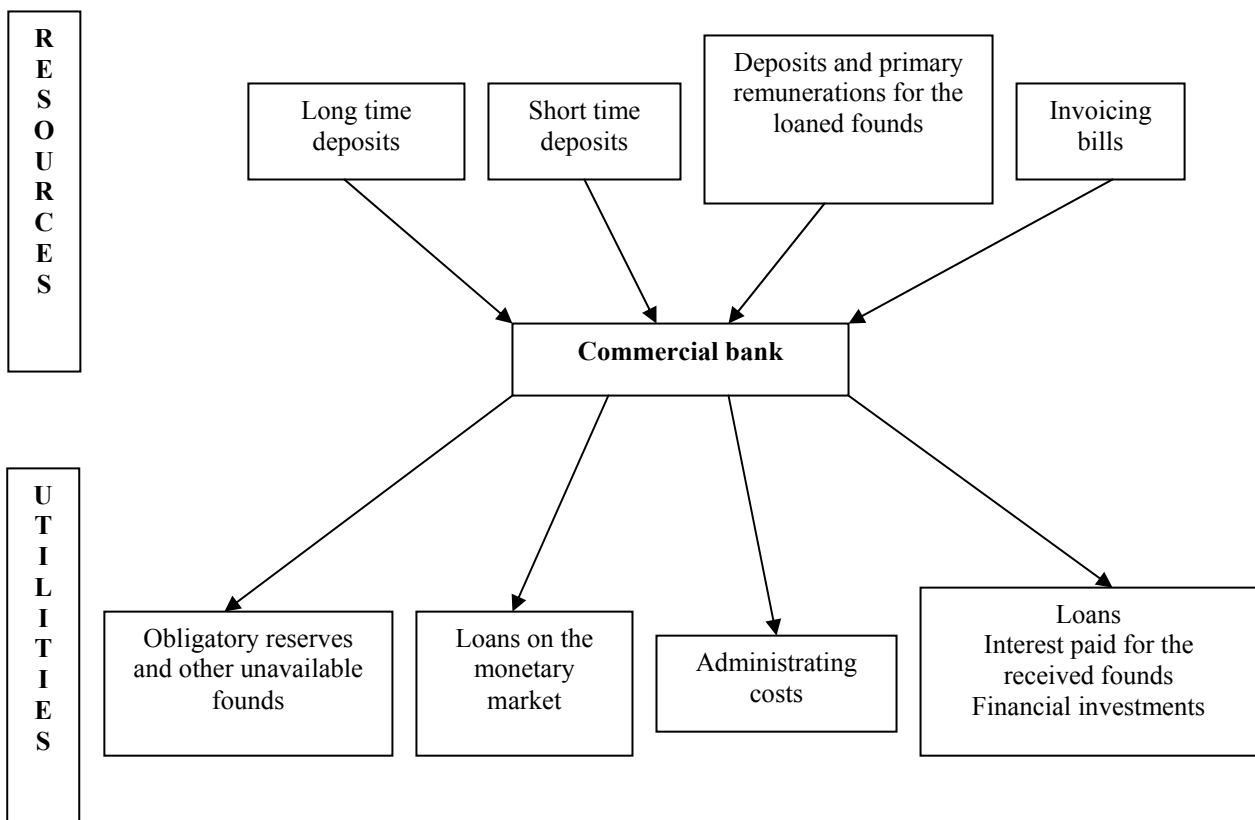 RESOURCES
Long time
deposits
Short time
deposits
Deposits and primary
remunerations for the
loaned founds
Invoicing
bills
Commercial bank
UTILITIES
Obligatory reserves
and other unavailable
founds
Loans on the
monetary
market
Administrating
costs
Loans
Interest paid for the
received founds
Financial investments